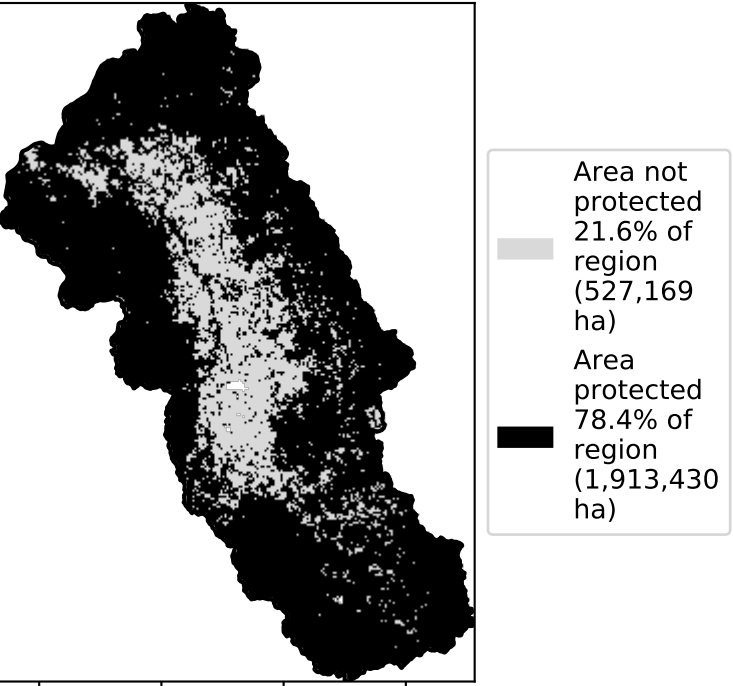 Area not
protected
21.6% of
region
(527,169
ha)
Area
protected
78.4% of
region
(1,913,430
ha)